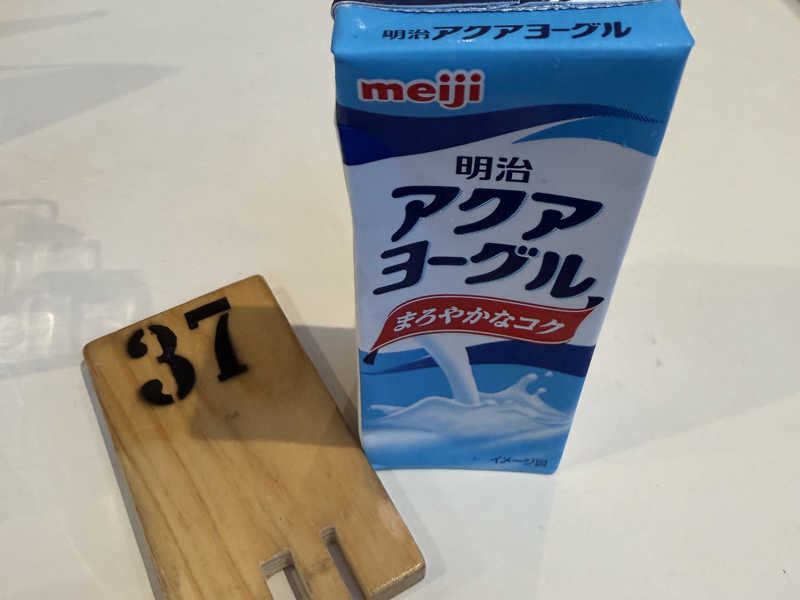 明治アクアヨーグル
meiji
明治
アクア
ヨーグル
まろやかなコク
イメージ図
37